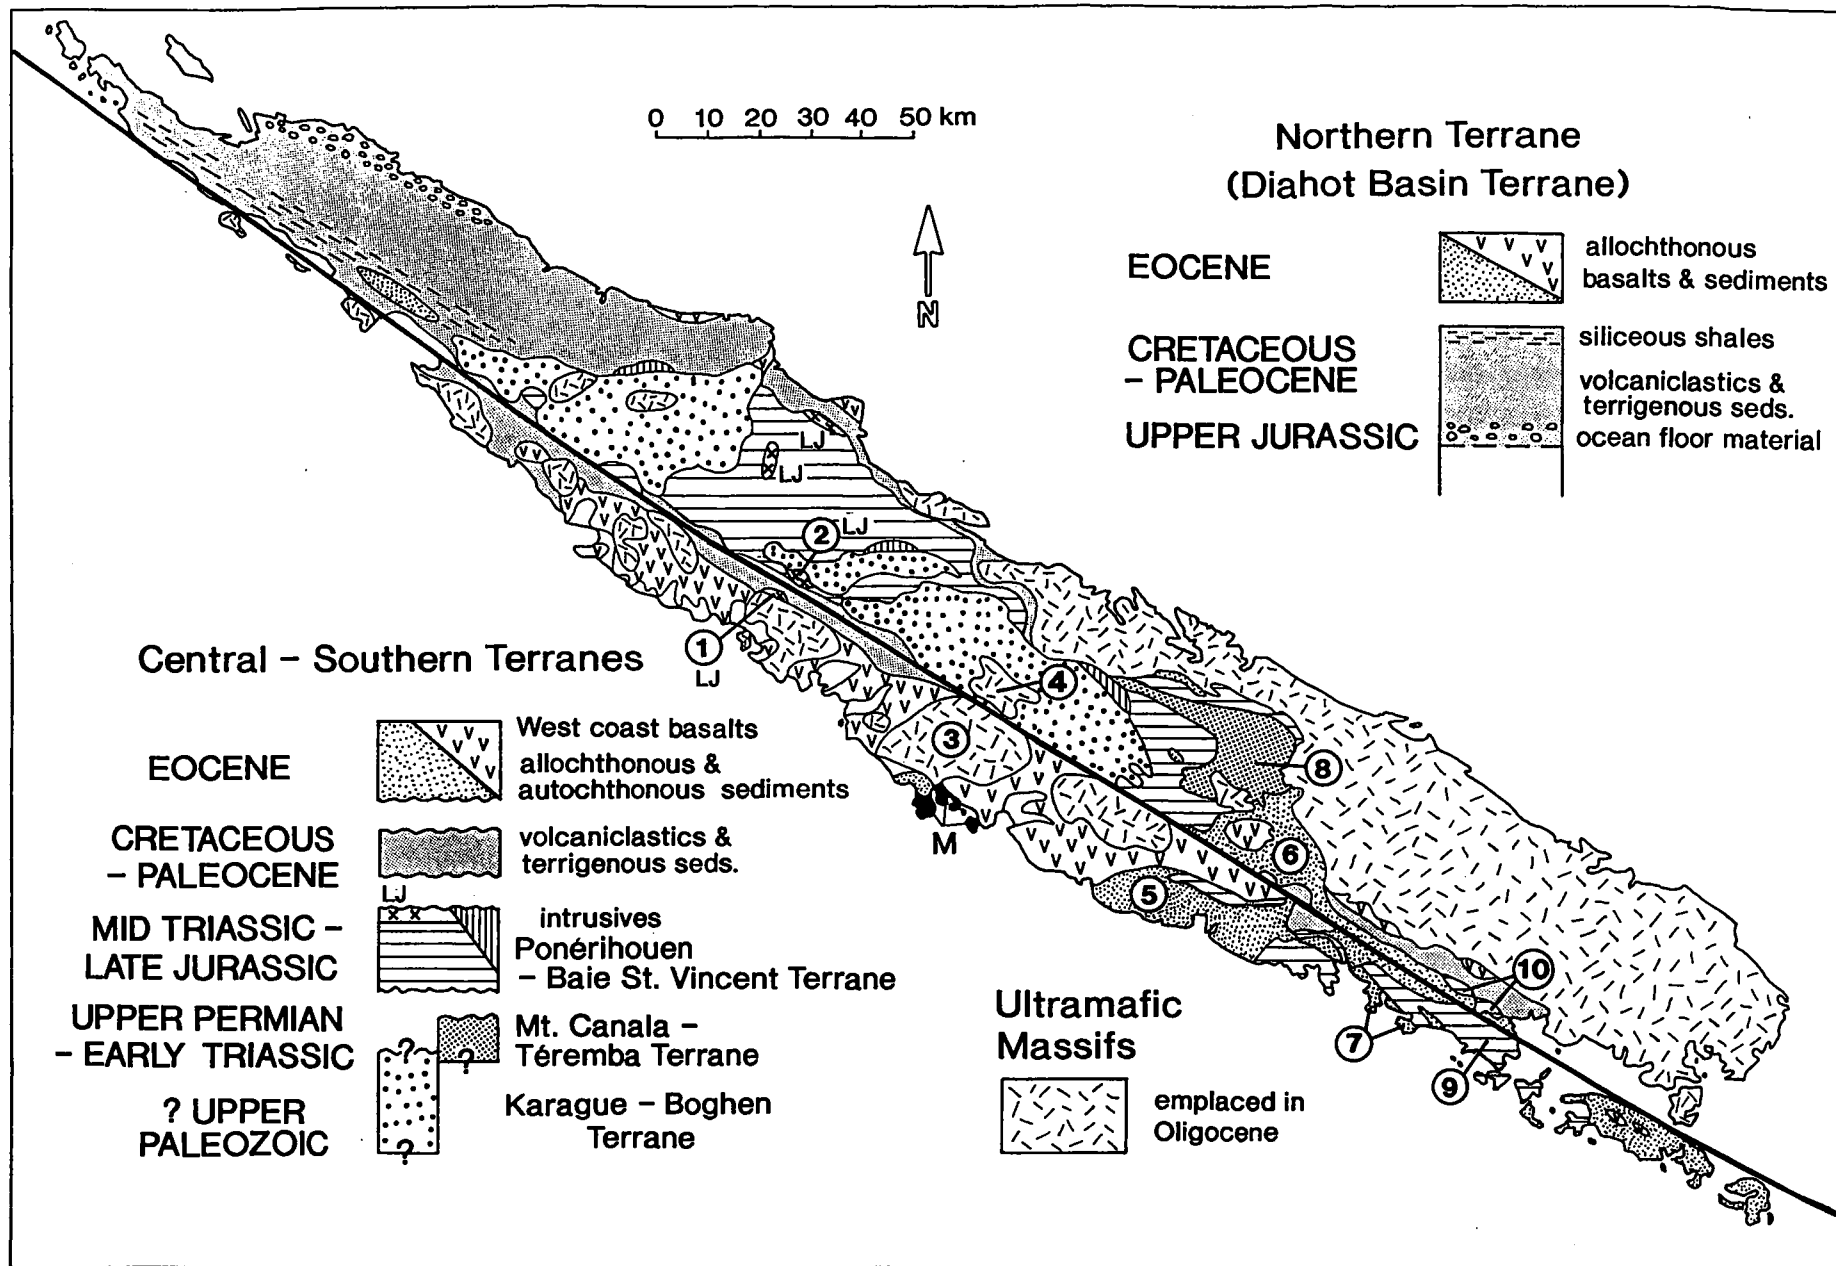 0 10 20 30 40 50 km
N
Northern Terrane
(Diahot Basin Terrane)
EOCENE
allochthonous
basalts & sediments
CRETACEOUS
– PALEOCENE
siliceous shales
volcaniclastics &
terrigenous seds.
UPPER JURASSIC
ocean floor material
LJ
LJ
LJ
2
1
LJ
4
3
8
M
6
5
10
7
9
Central – Southern Terranes
EOCENE
West coast basalts
allochthonous &
autochthonous sediments
CRETACEOUS
– PALEOCENE
volcaniclastics &
terrigenous seds.
LJ
MID TRIASSIC –
LATE JURASSIC
intrusives
Ponérihouen
– Baie St. Vincent Terrane
UPPER PERMIAN
– EARLY TRIASSIC
Mt. Canala –
Téremba Terrane
? ?
? UPPER
PALEOZOIC
Karague – Boghen
Terrane
?
Ultramafic
Massifs
emplaced in
Oligocene